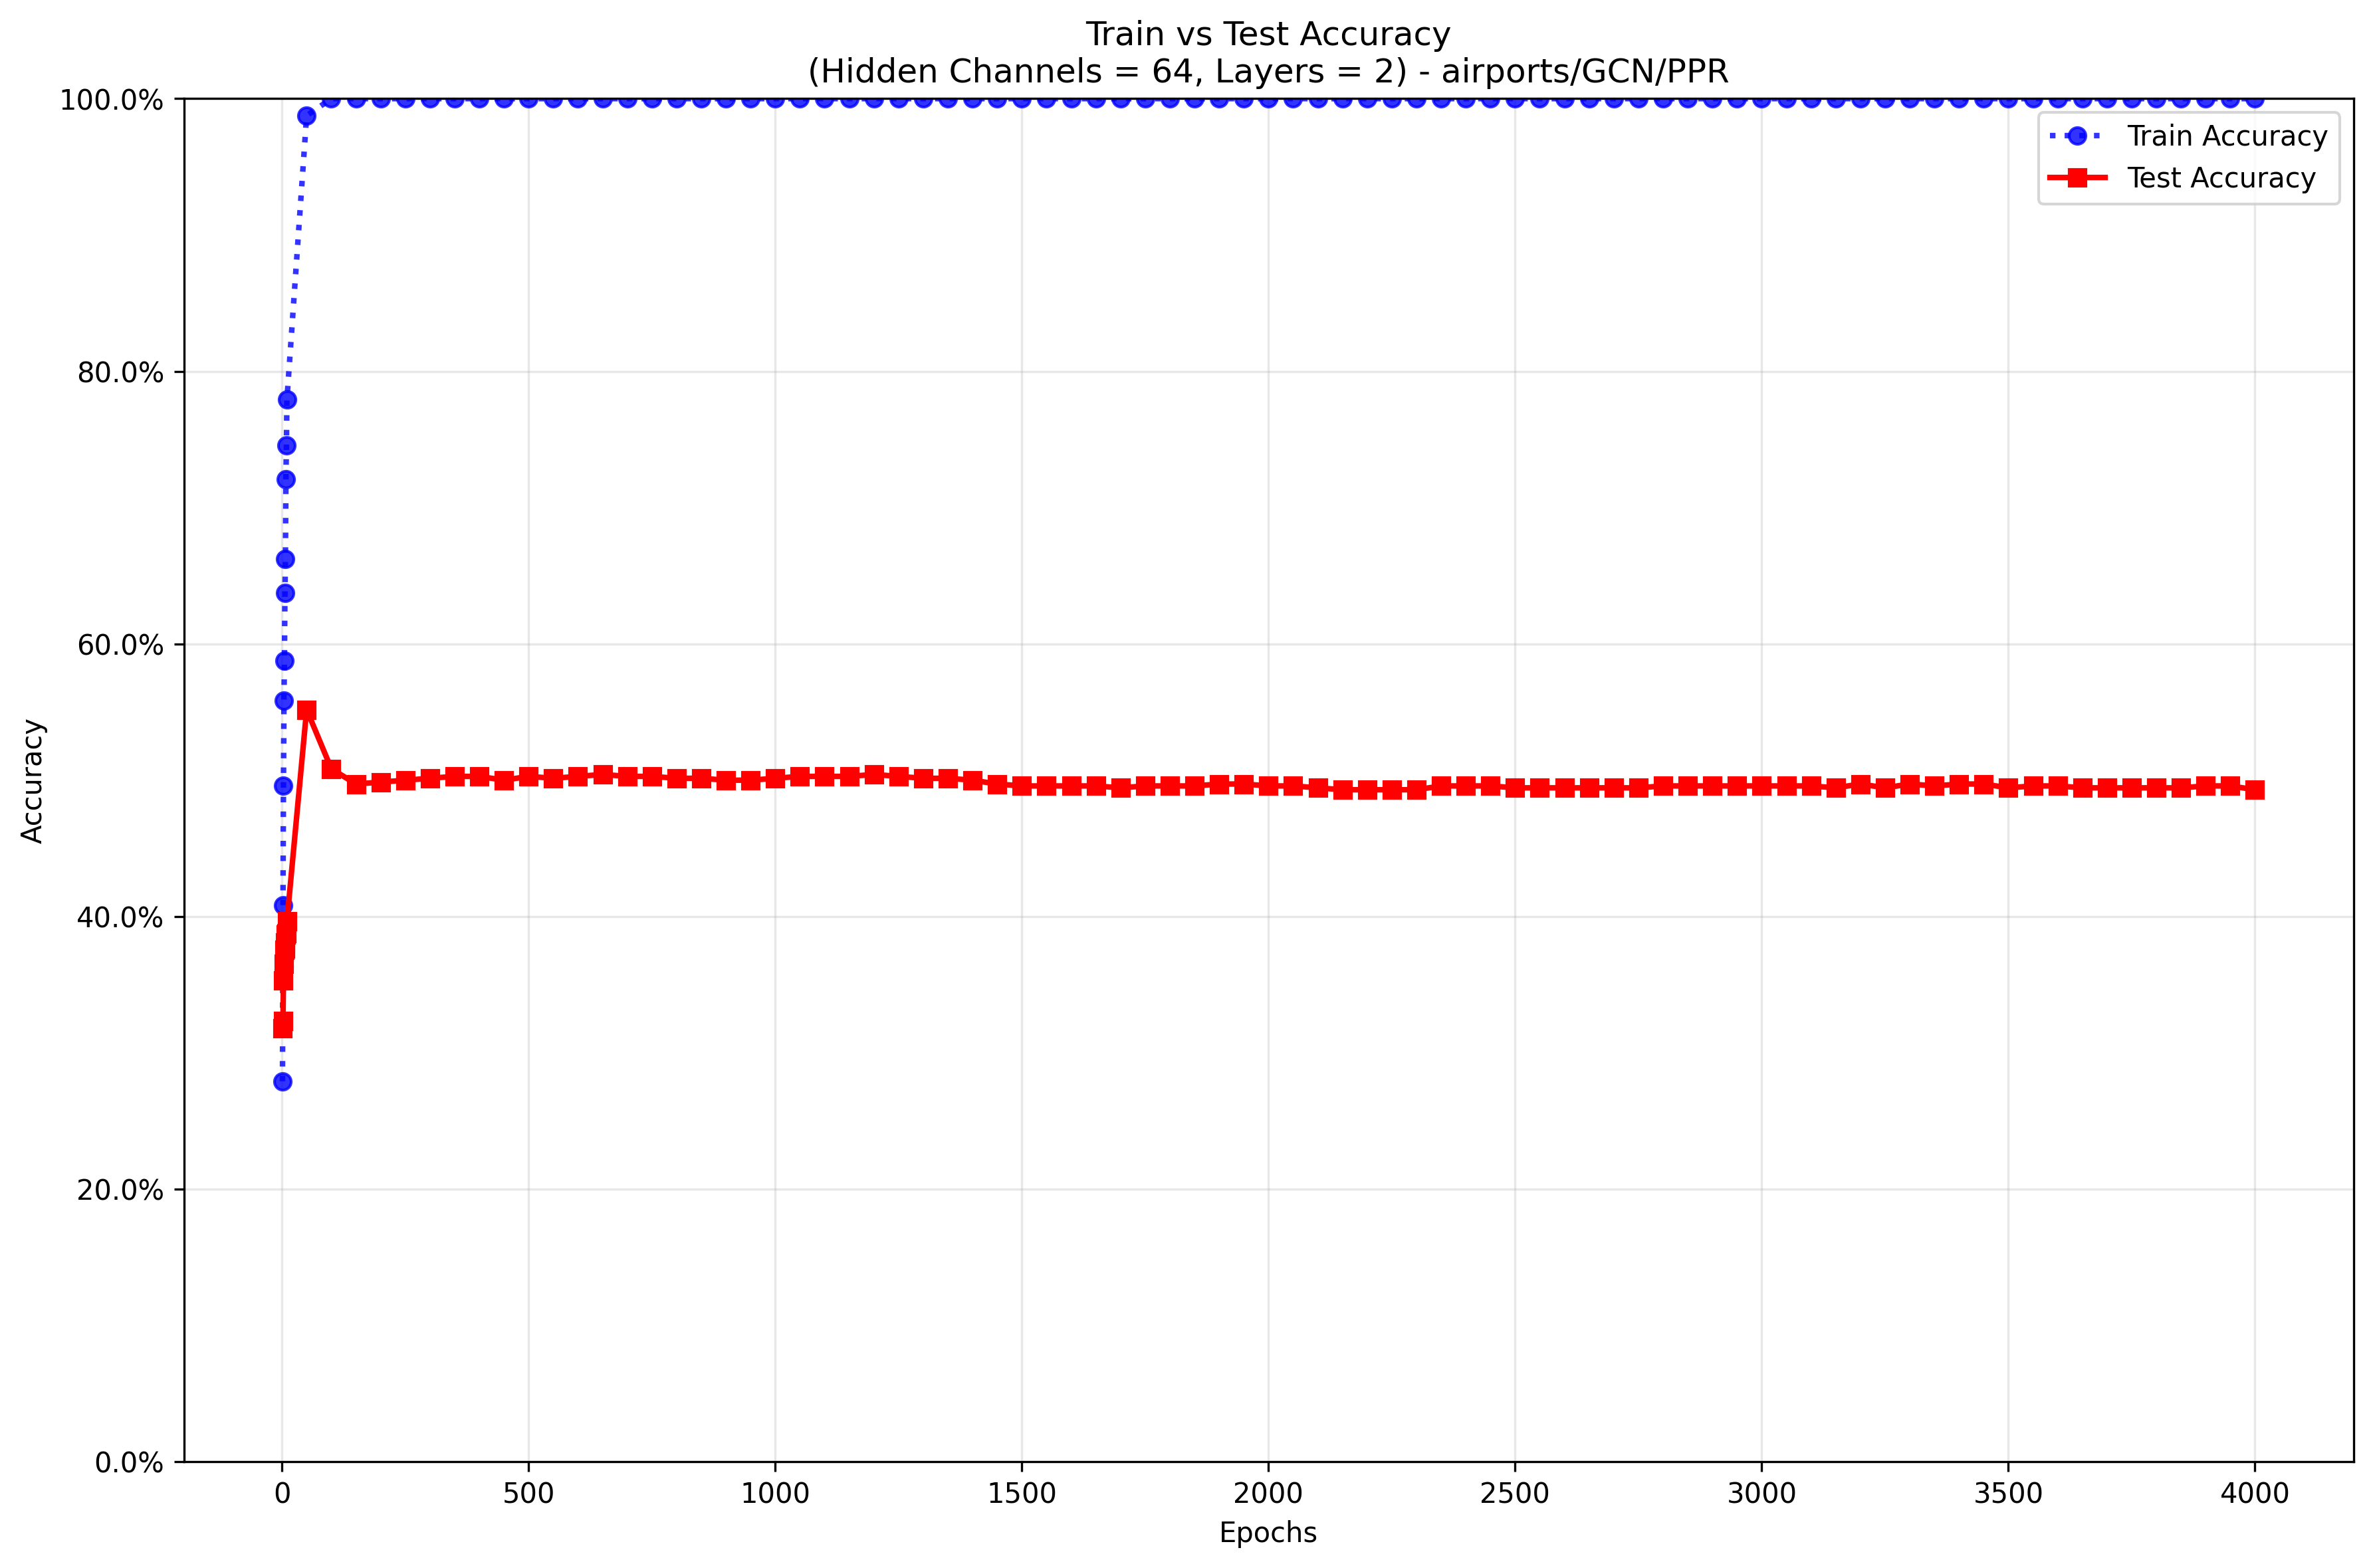 Train vs Test Accuracy
(Hidden Channels = 64, Layers = 2) - airports/GCN/PPR
100.0%
80.0%
60.0%
40.0%
20.0%
0.0%
Accuracy
Train Accuracy
Test Accuracy
0 500 1000 1500 2000 2500 3000 3500 4000
Epochs